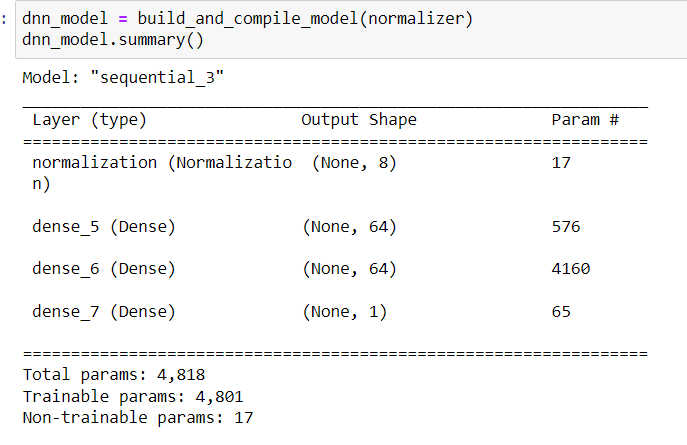 : dnn_model = build_and_compile_model(normalizer)
dnn_model.summary()
Model: "sequential_3"
_________________________________________________________________
Layer (type)                Output Shape              Param #
=================================================================
normalization (Normalizatio  (None, 8)                17
n)
dense_5 (Dense)             (None, 64)                576
dense_6 (Dense)             (None, 64)                4160
dense_7 (Dense)             (None, 1)                 65
=================================================================
Total params: 4,818
Trainable params: 4,801
Non-trainable params: 17